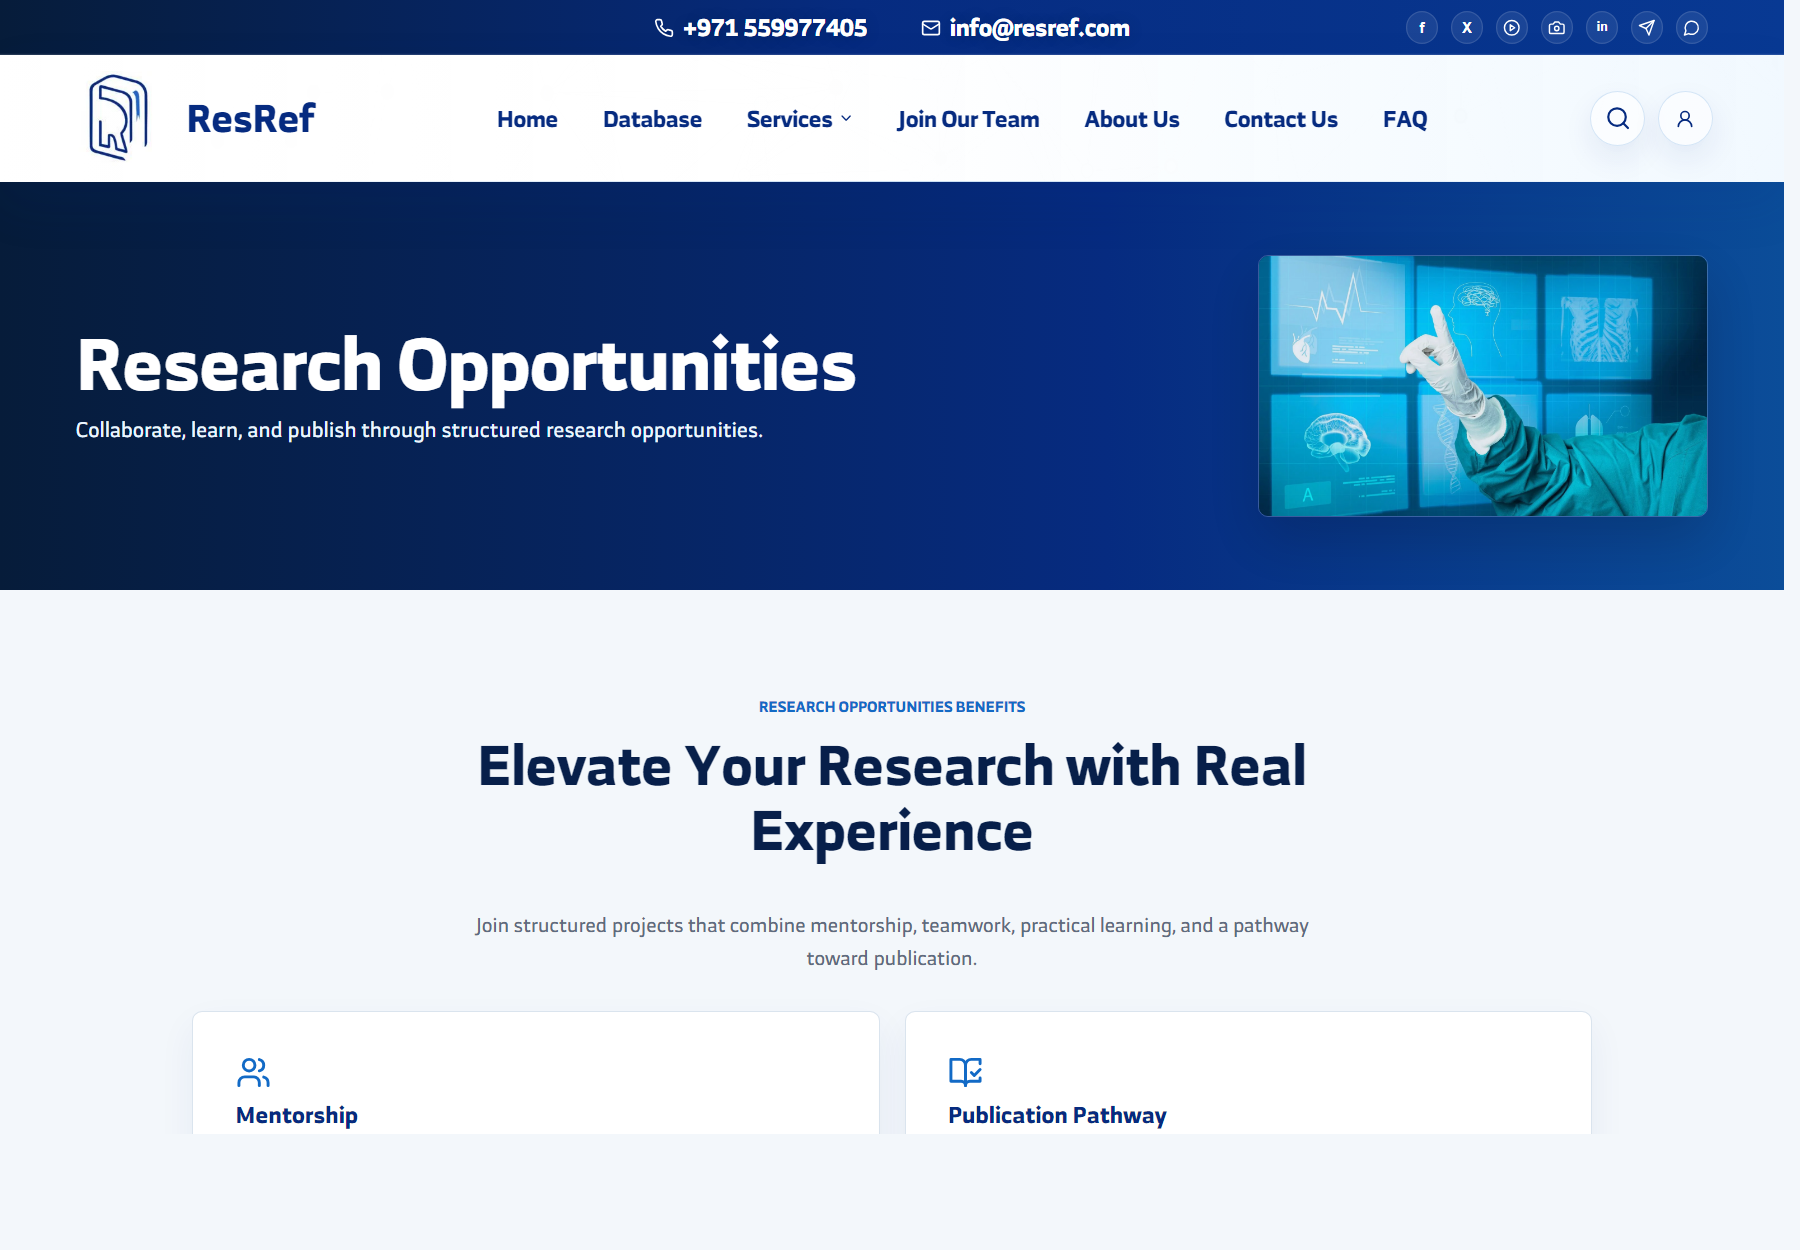 +971 559977405
info@resref.com
f
X
in
ResRef
Home
Database
Services
Join Our Team
About Us
Contact Us
FAQ
Research Opportunities
Collaborate, learn, and publish through structured research opportunities.
A
RESEARCH OPPORTUNITIES BENEFITS
Elevate Your Research with Real
Experience
Join structured projects that combine mentorship, teamwork, practical learning, and a pathway
toward publication.
Mentorship
Publication Pathway